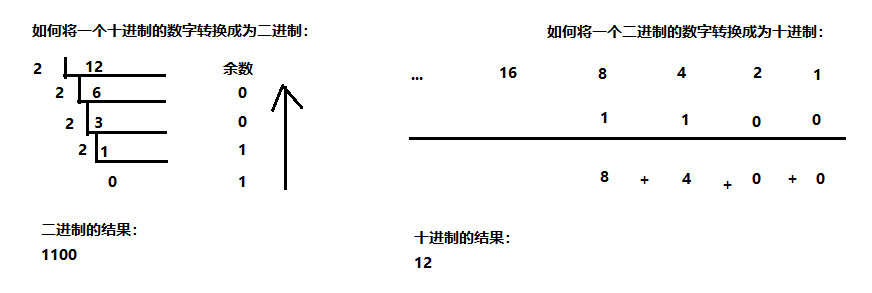 如何将一个十进制的数字转换成为二进制：
2 12 余数
2 6 0
2 3 0
2 1 1
0 1
二进制的结果：
1100
如何将一个二进制的数字转换成为十进制：
... 16 8 4 2 1
1 1 0 0
8 + 4 + 0 + 0
十进制的结果：
12